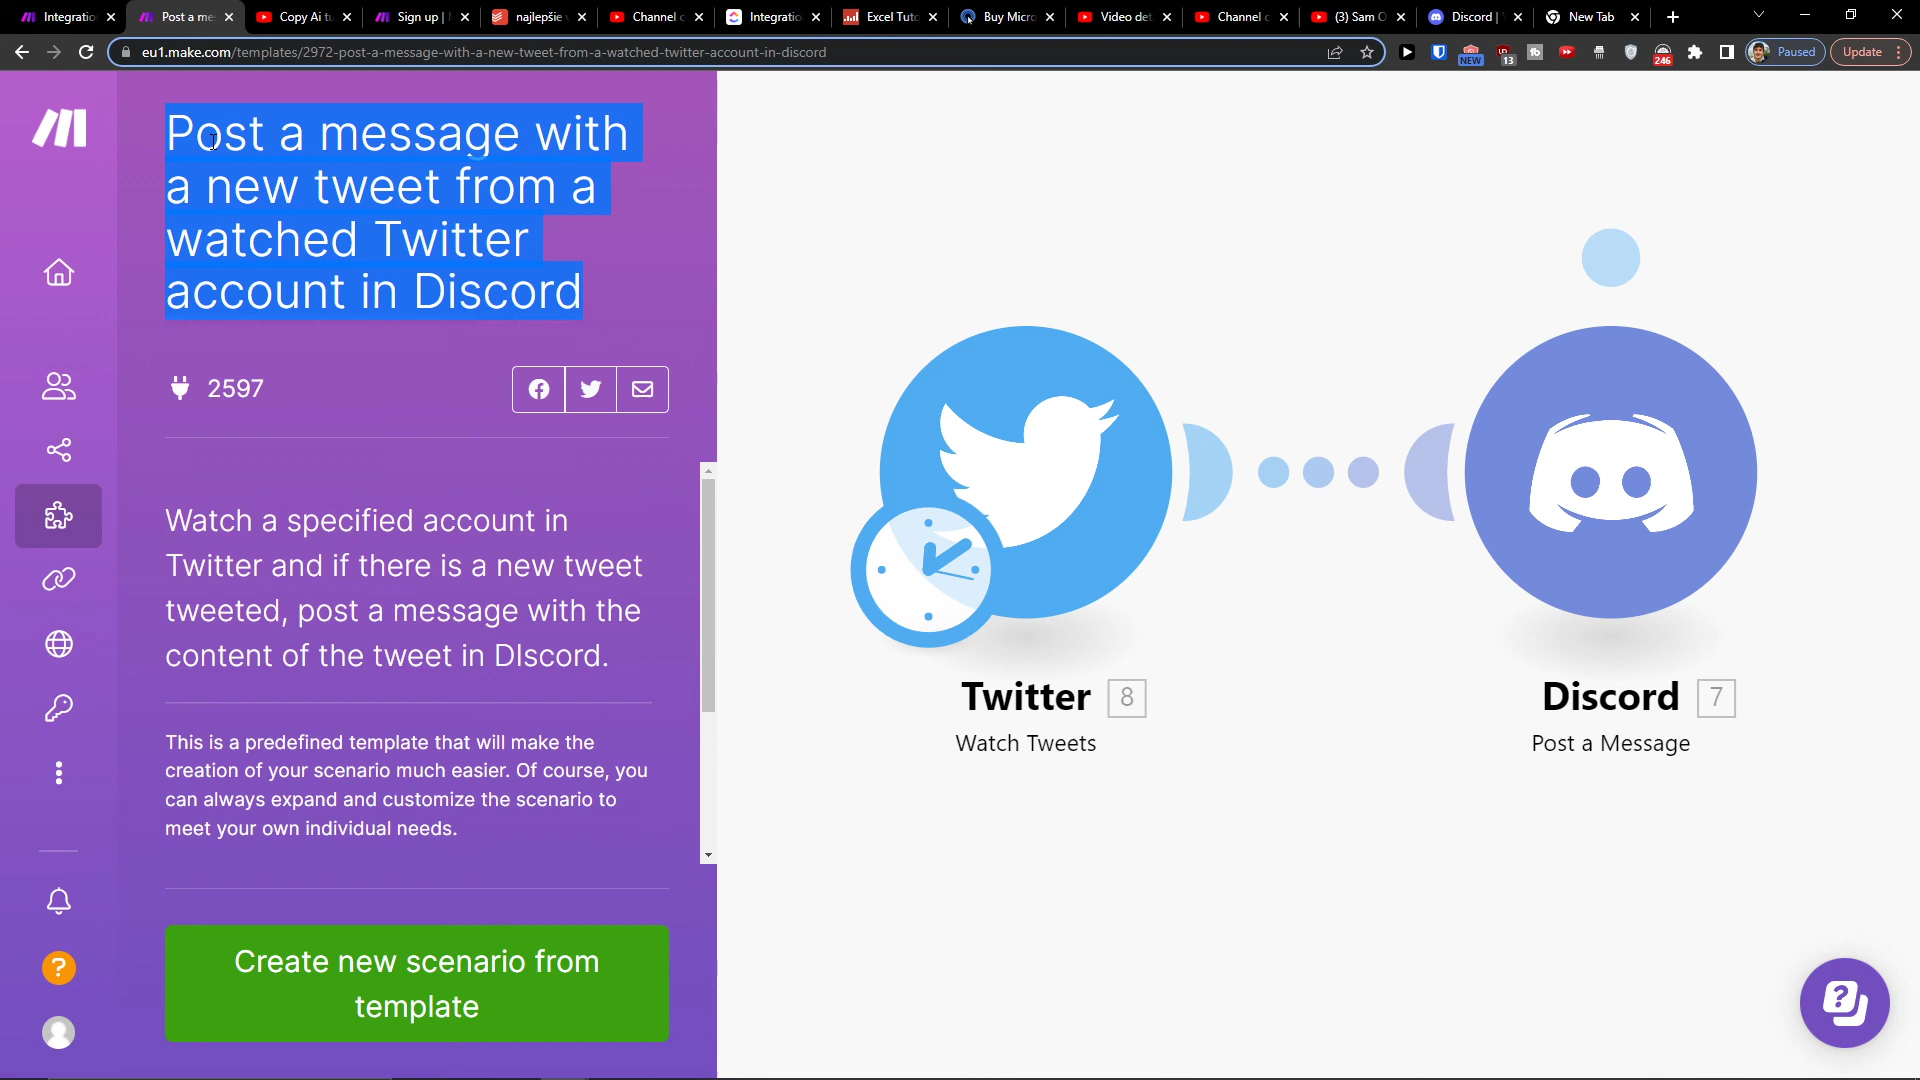 Integratio
Post a me
Copy Ai tu
Sign up |
najlepšie
Channel c
Integratio
Excel Tuto
Buy Micro
Video det
Channel c
(3) Sam O
Discord |
New Tab
eu1.make.com/templates/2972-post-a-message-with-a-new-tweet-from-a-watched-twitter-account-in-discord
NEW
13
246
Paused
Update
Post a message with
a new tweet from a
watched Twitter
account in Discord
2597
Watch a specified account in
Twitter and if there is a new tweet
tweeted, post a message with the
content of the tweet in DIscord.
This is a predefined template that will make the
creation of your scenario much easier. Of course, you
can always expand and customize the scenario to
meet your own individual needs.
Create new scenario from
template
Twitter 8
Watch Tweets
Discord 7
Post a Message